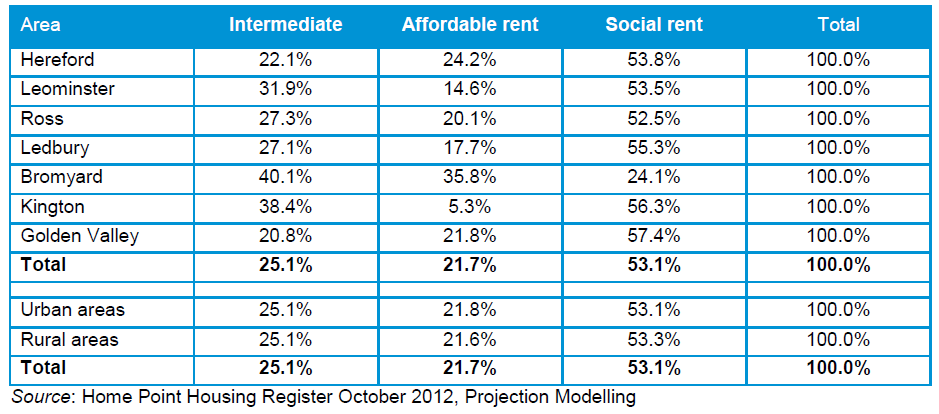 Area Intermediate Affordable rent Social rent Total
Hereford 22.1% 24.2% 53.8% 100.0%
Leominster 31.9% 14.6% 53.5% 100.0%
Ross 27.3% 20.1% 52.5% 100.0%
Ledbury 27.1% 17.7% 55.3% 100.0%
Bromyard 40.1% 35.8% 24.1% 100.0%
Kington 38.4% 5.3% 56.3% 100.0%
Golden Valley 20.8% 21.8% 57.4% 100.0%
Total 25.1% 21.7% 53.1% 100.0%
Urban areas 25.1% 21.8% 53.1% 100.0%
Rural areas 25.1% 21.6% 53.3% 100.0%
Total 25.1% 21.7% 53.1% 100.0%
Source: Home Point Housing Register October 2012, Projection Modelling